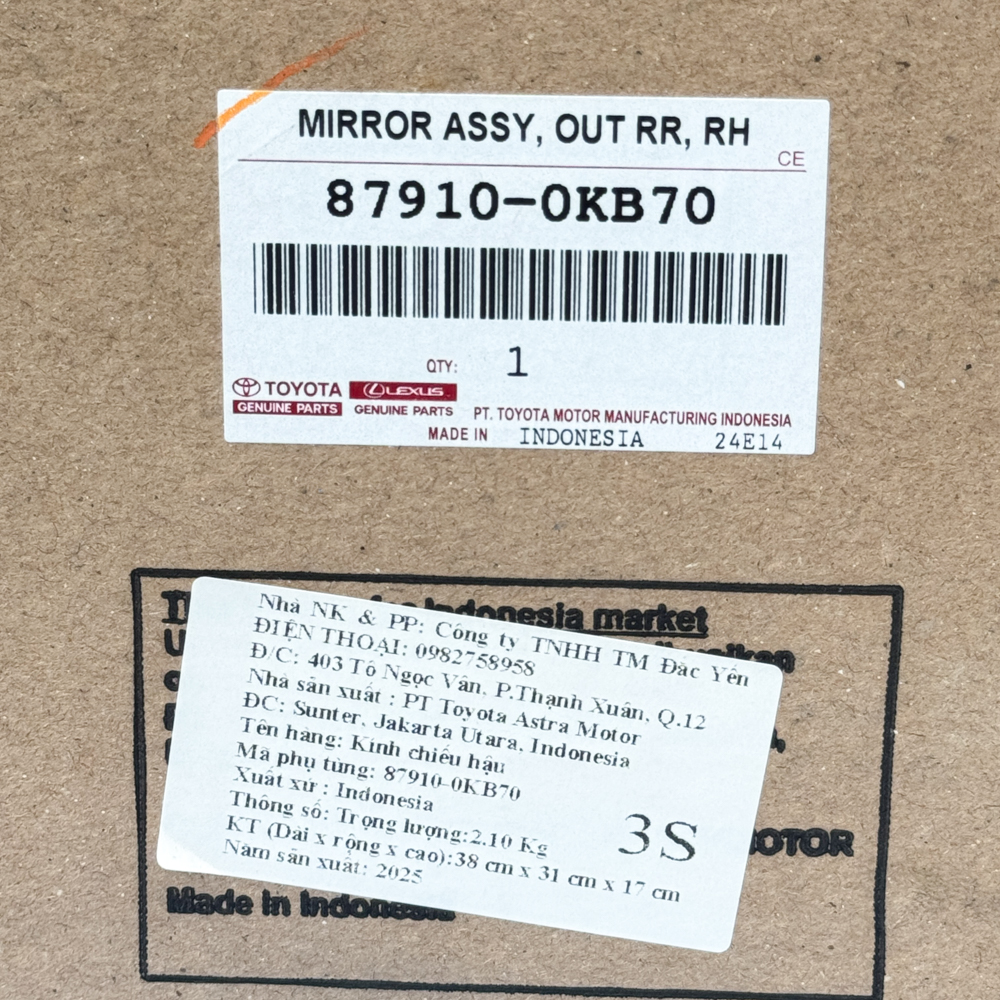 MIRROR ASSY, OUT RR, RH
CE
87910-0KB70
QTY: 1
TOYOTA LEXUS
GENUINE PARTS GENUINE PARTS PT. TOYOTA MOTOR MANUFACTURING INDONESIA
MADE IN INDONESIA 24E14
Indonesia market
Nhà NK & PP: Công ty TNHH TM Đắc Yến
ĐIỆN THOẠI: 0982758958
Đ/C: 403 Tô Ngọc Vân, P.Thạnh Xuân, Q.12
Nhà sản xuất : PT Toyota Astra Motor
ĐC: Sunter, Jakarta Utara, Indonesia
Tên hàng: Kính chiếu hậu
Mã phụ tùng: 87910-0KB70
Xuất xứ : Indonesia
Thông số: Trọng lượng:2.10 Kg
KT (Dài x rộng x cao):38 cm x 31 cm x 17 cm
Năm sản xuất: 2025
3S
MOTOR
Made in Indonesia